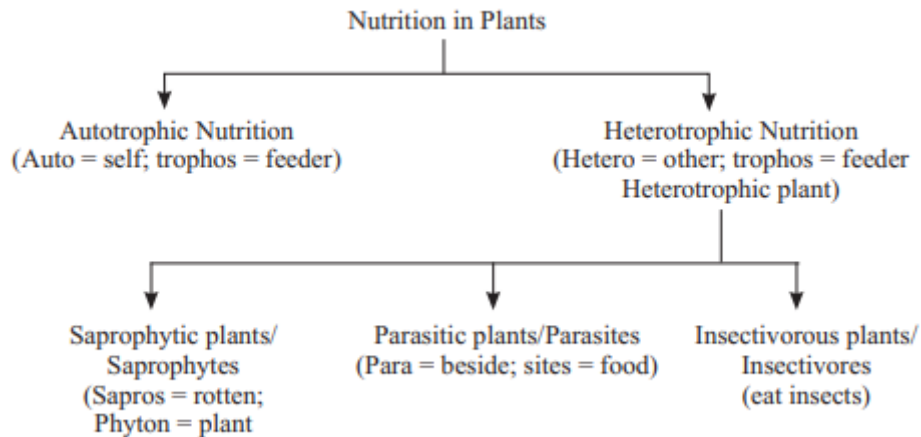 Nutrition in Plants
Autotrophic Nutrition
(Auto = self; trophos = feeder)
Heterotrophic Nutrition
(Hetero = other; trophos = feeder
Heterotrophic plant)
Saprophytic plants/
Saprophytes
(Sapros = rotten;
Phyton = plant
Parasitic plants/Parasites
(Para = beside; sites = food)
Insectivorous plants/
Insectivores
(eat insects)